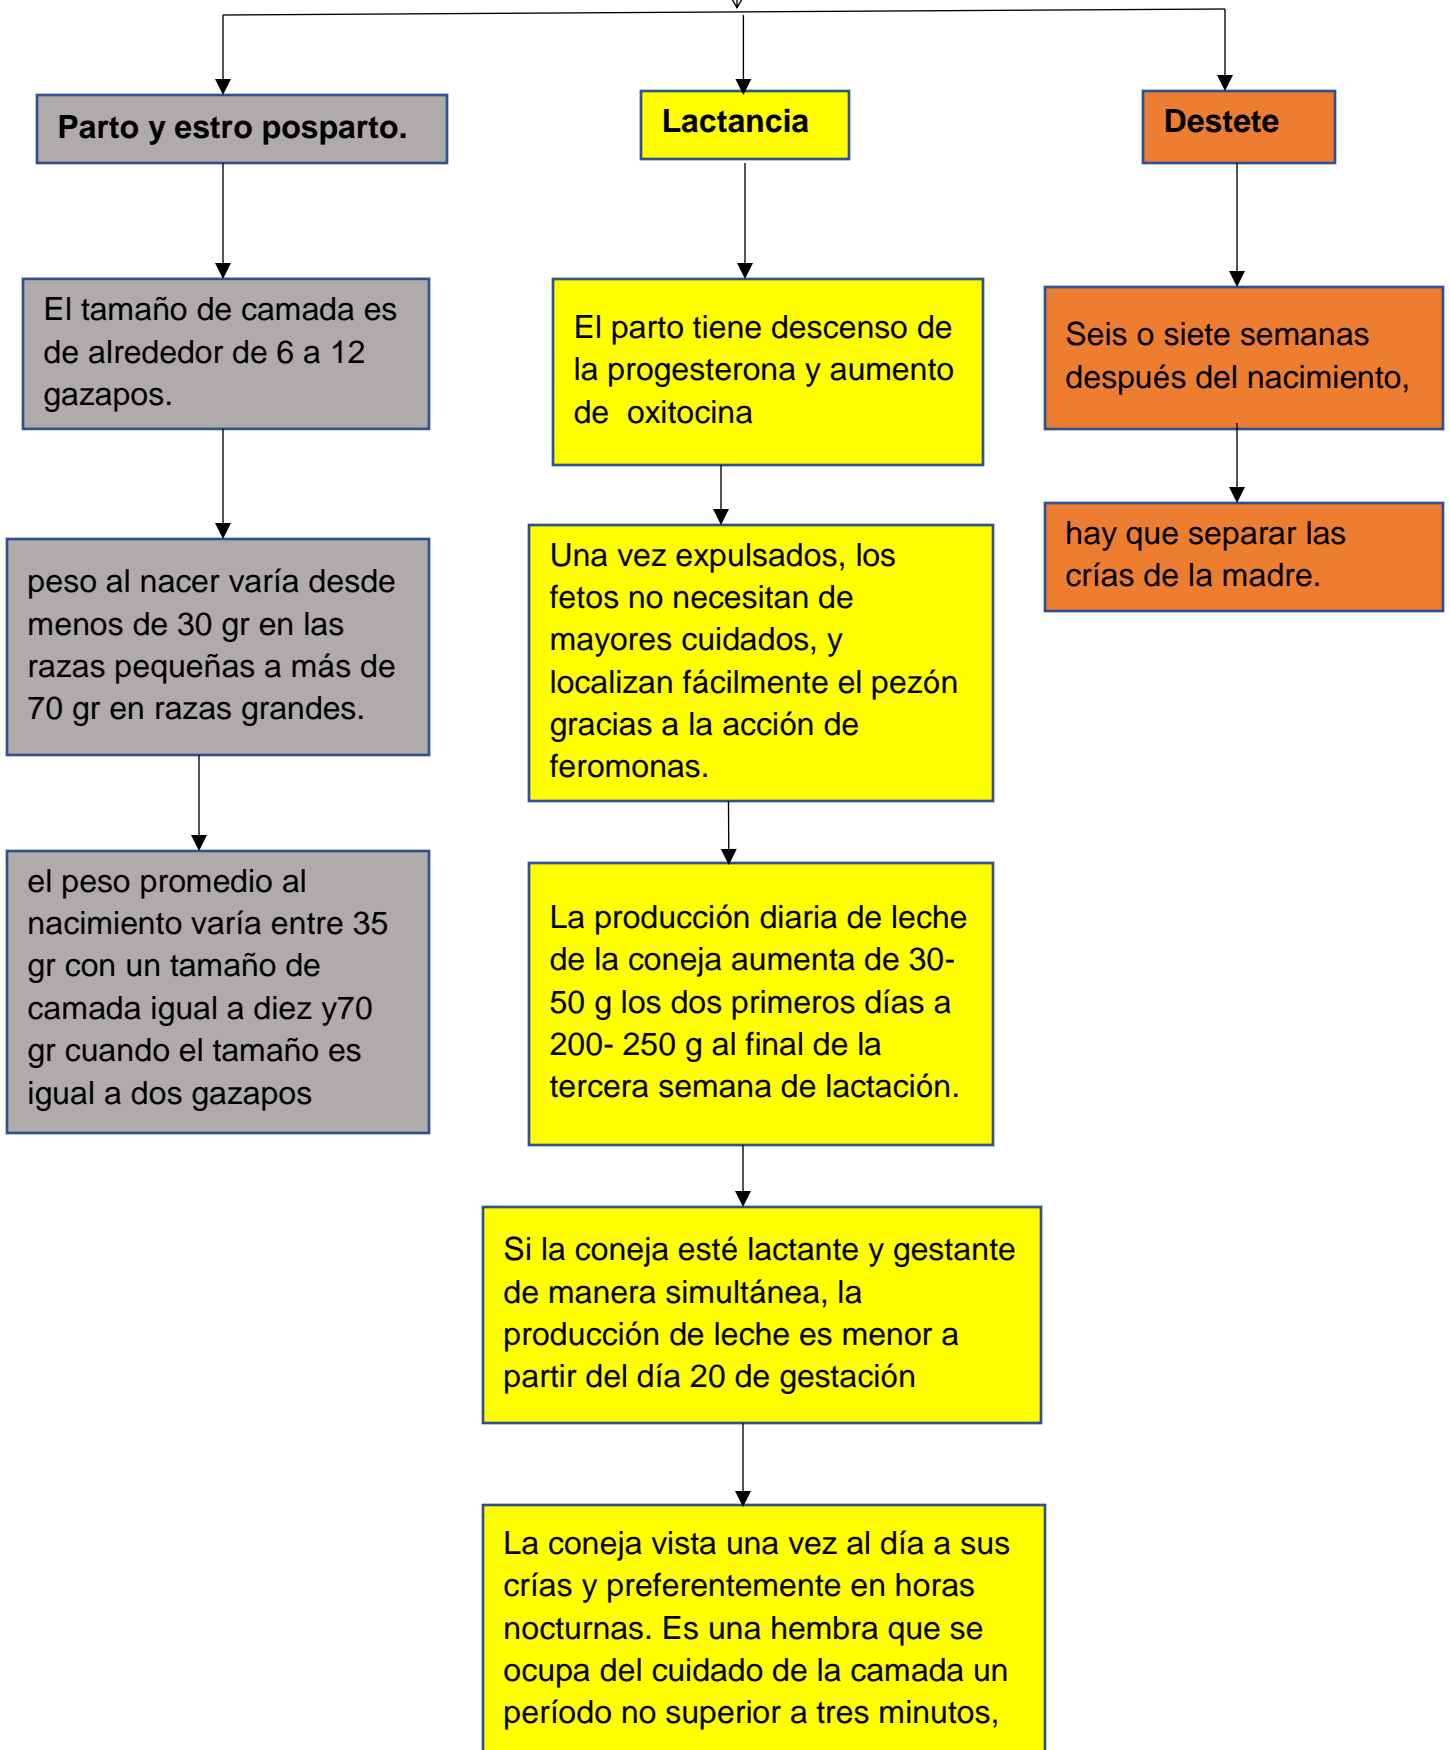 Parto y estro posparto.
El tamaño de camada es
de alrededor de 6 a 12
gazapos.
peso al nacer varía desde
menos de 30 gr en las
razas pequeñas a más de
70 gr en razas grandes.
el peso promedio al
nacimiento varía entre 35
gr con un tamaño de
camada igual a diez y70
gr cuando el tamaño es
igual a dos gazapos
Lactancia
El parto tiene descenso de
la progesterona y aumento
de  oxitocina
Una vez expulsados, los
fetos no necesitan de
mayores cuidados, y
localizan fácilmente el pezón
gracias a la acción de
feromonas.
La producción diaria de leche
de la coneja aumenta de 30-
50 g los dos primeros días a
200- 250 g al final de la
tercera semana de lactación.
Si la coneja esté lactante y gestante
de manera simultánea, la
producción de leche es menor a
partir del día 20 de gestación
La coneja vista una vez al día a sus
crías y preferentemente en horas
nocturnas. Es una hembra que se
ocupa del cuidado de la camada un
período no superior a tres minutos,
Destete
Seis o siete semanas
después del nacimiento,
hay que separar las
crías de la madre.